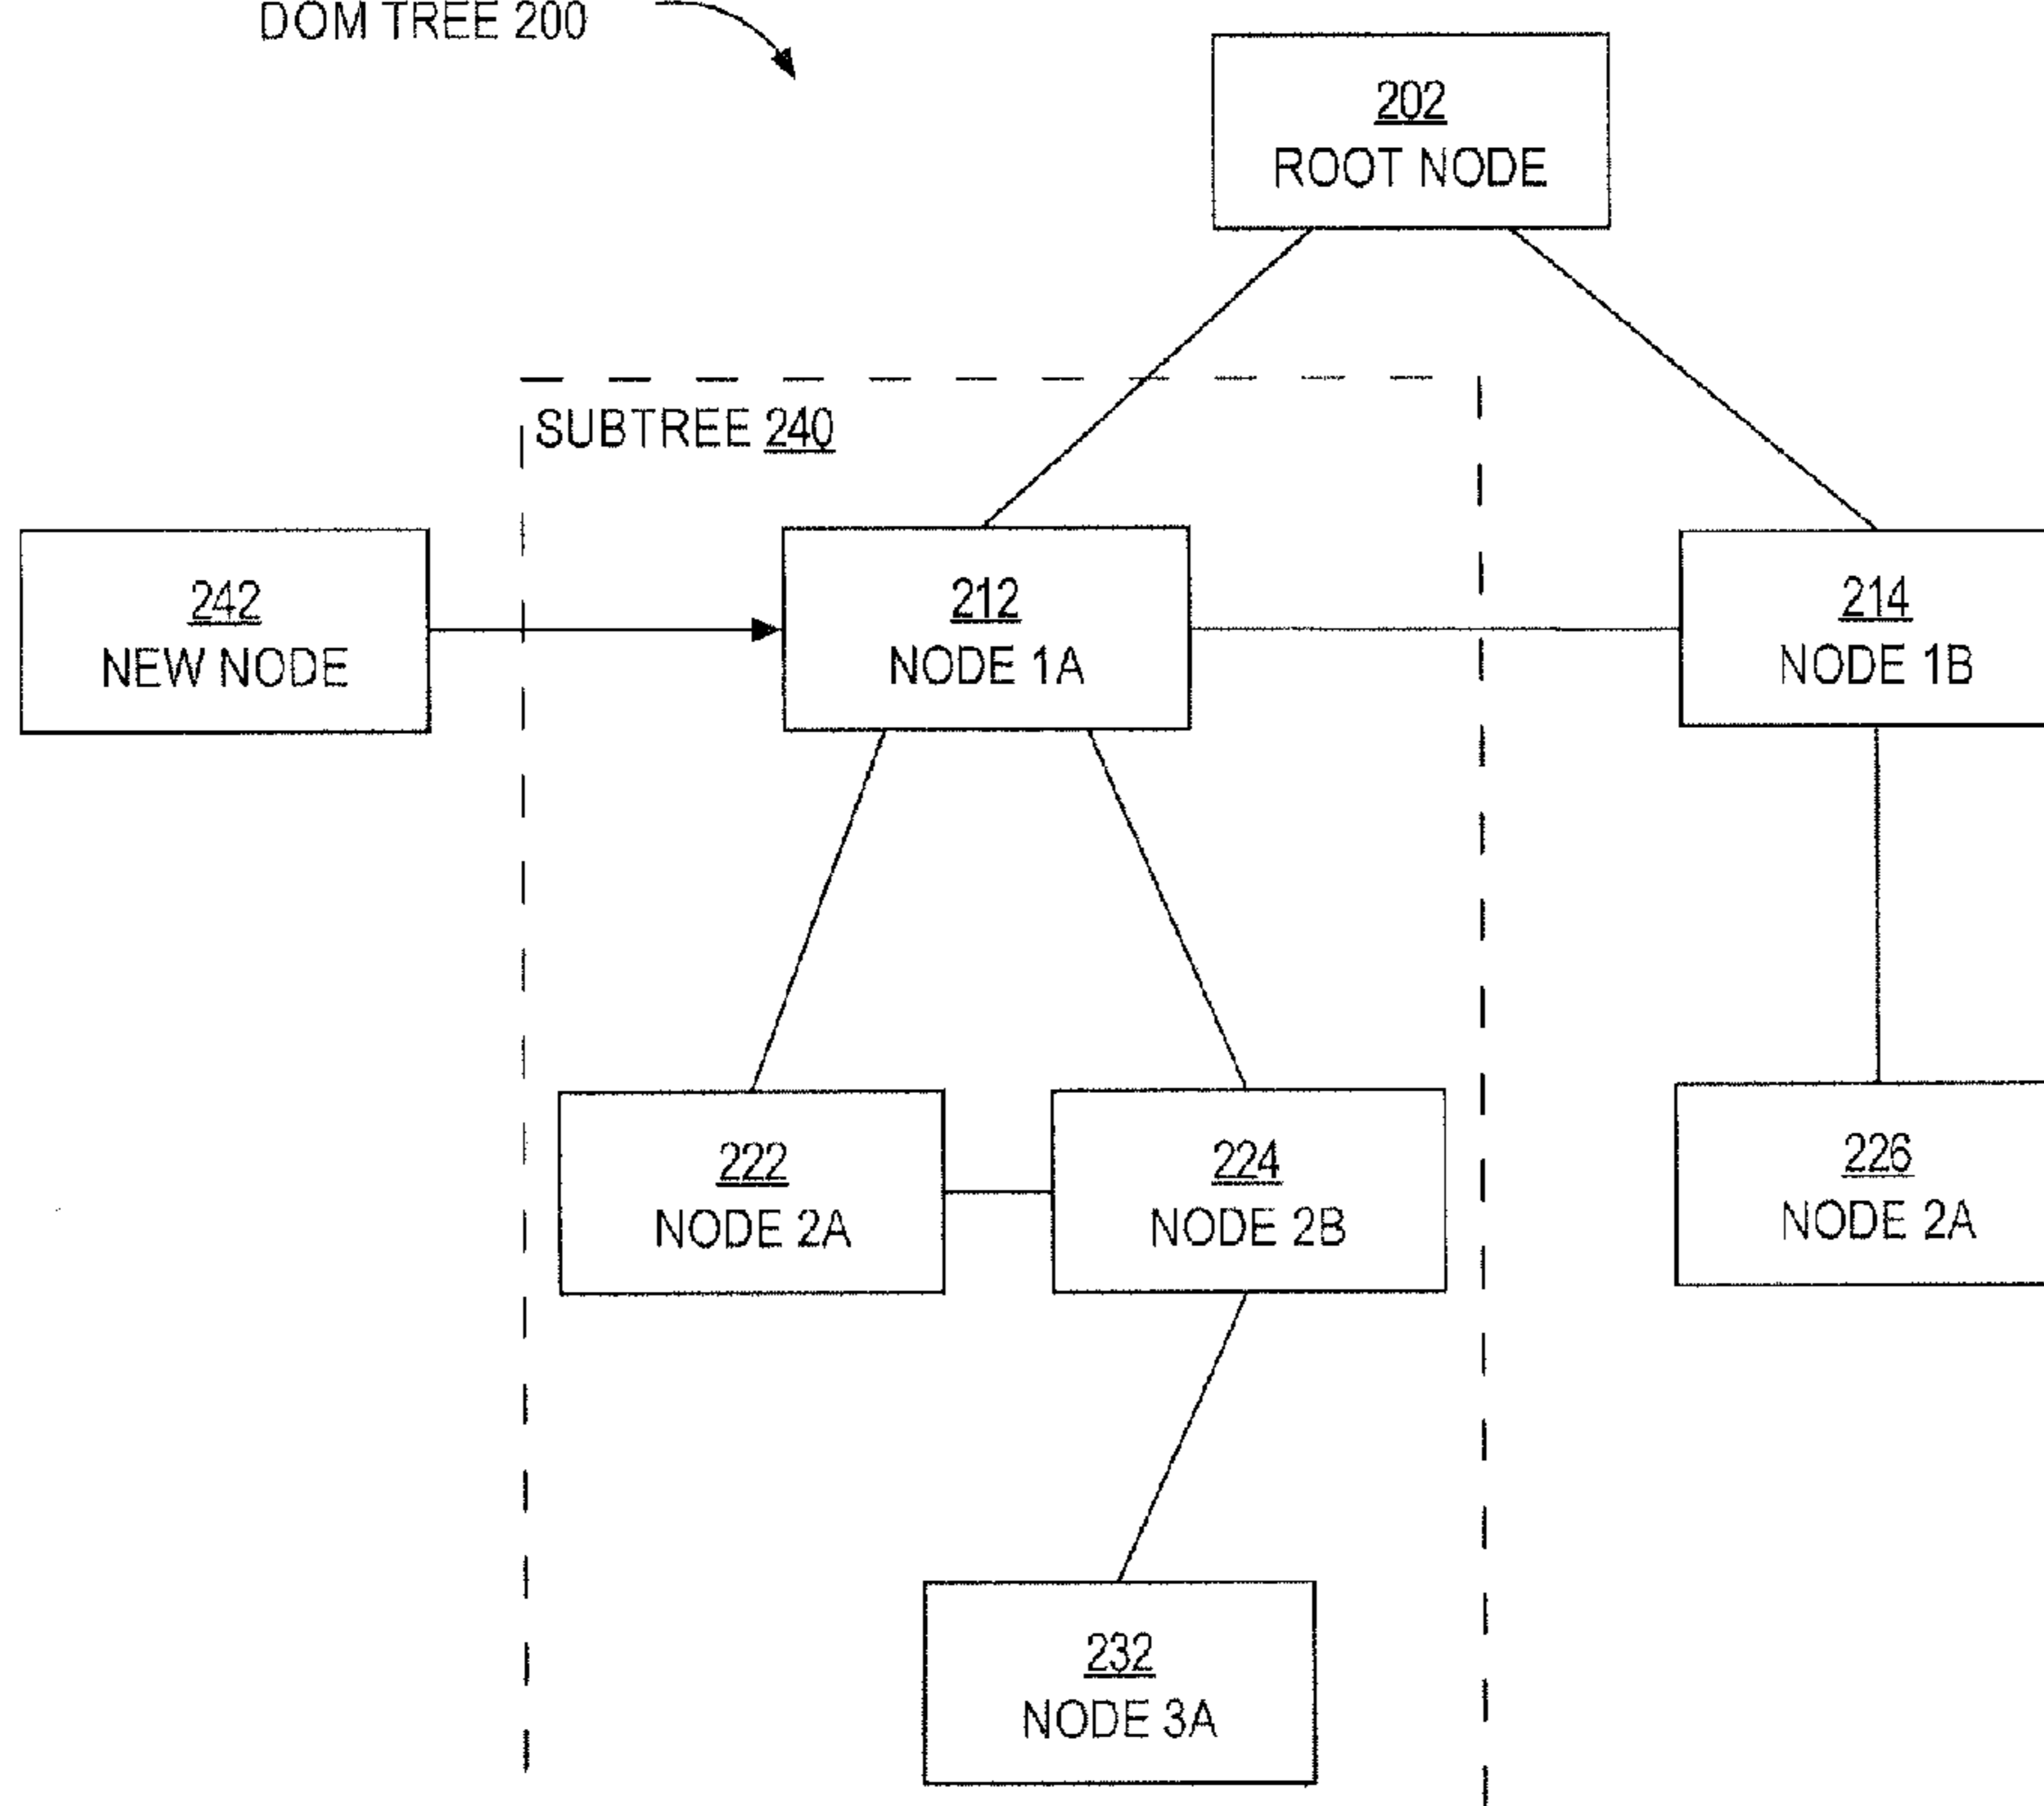 DOM TREE 200
202
ROOT NODE
SUBTREE 240
242
NEW NODE
212
NODE 1A
214
NODE 1B
222
NODE 2A
224
NODE 2B
226
NODE 2A
232
NODE 3A